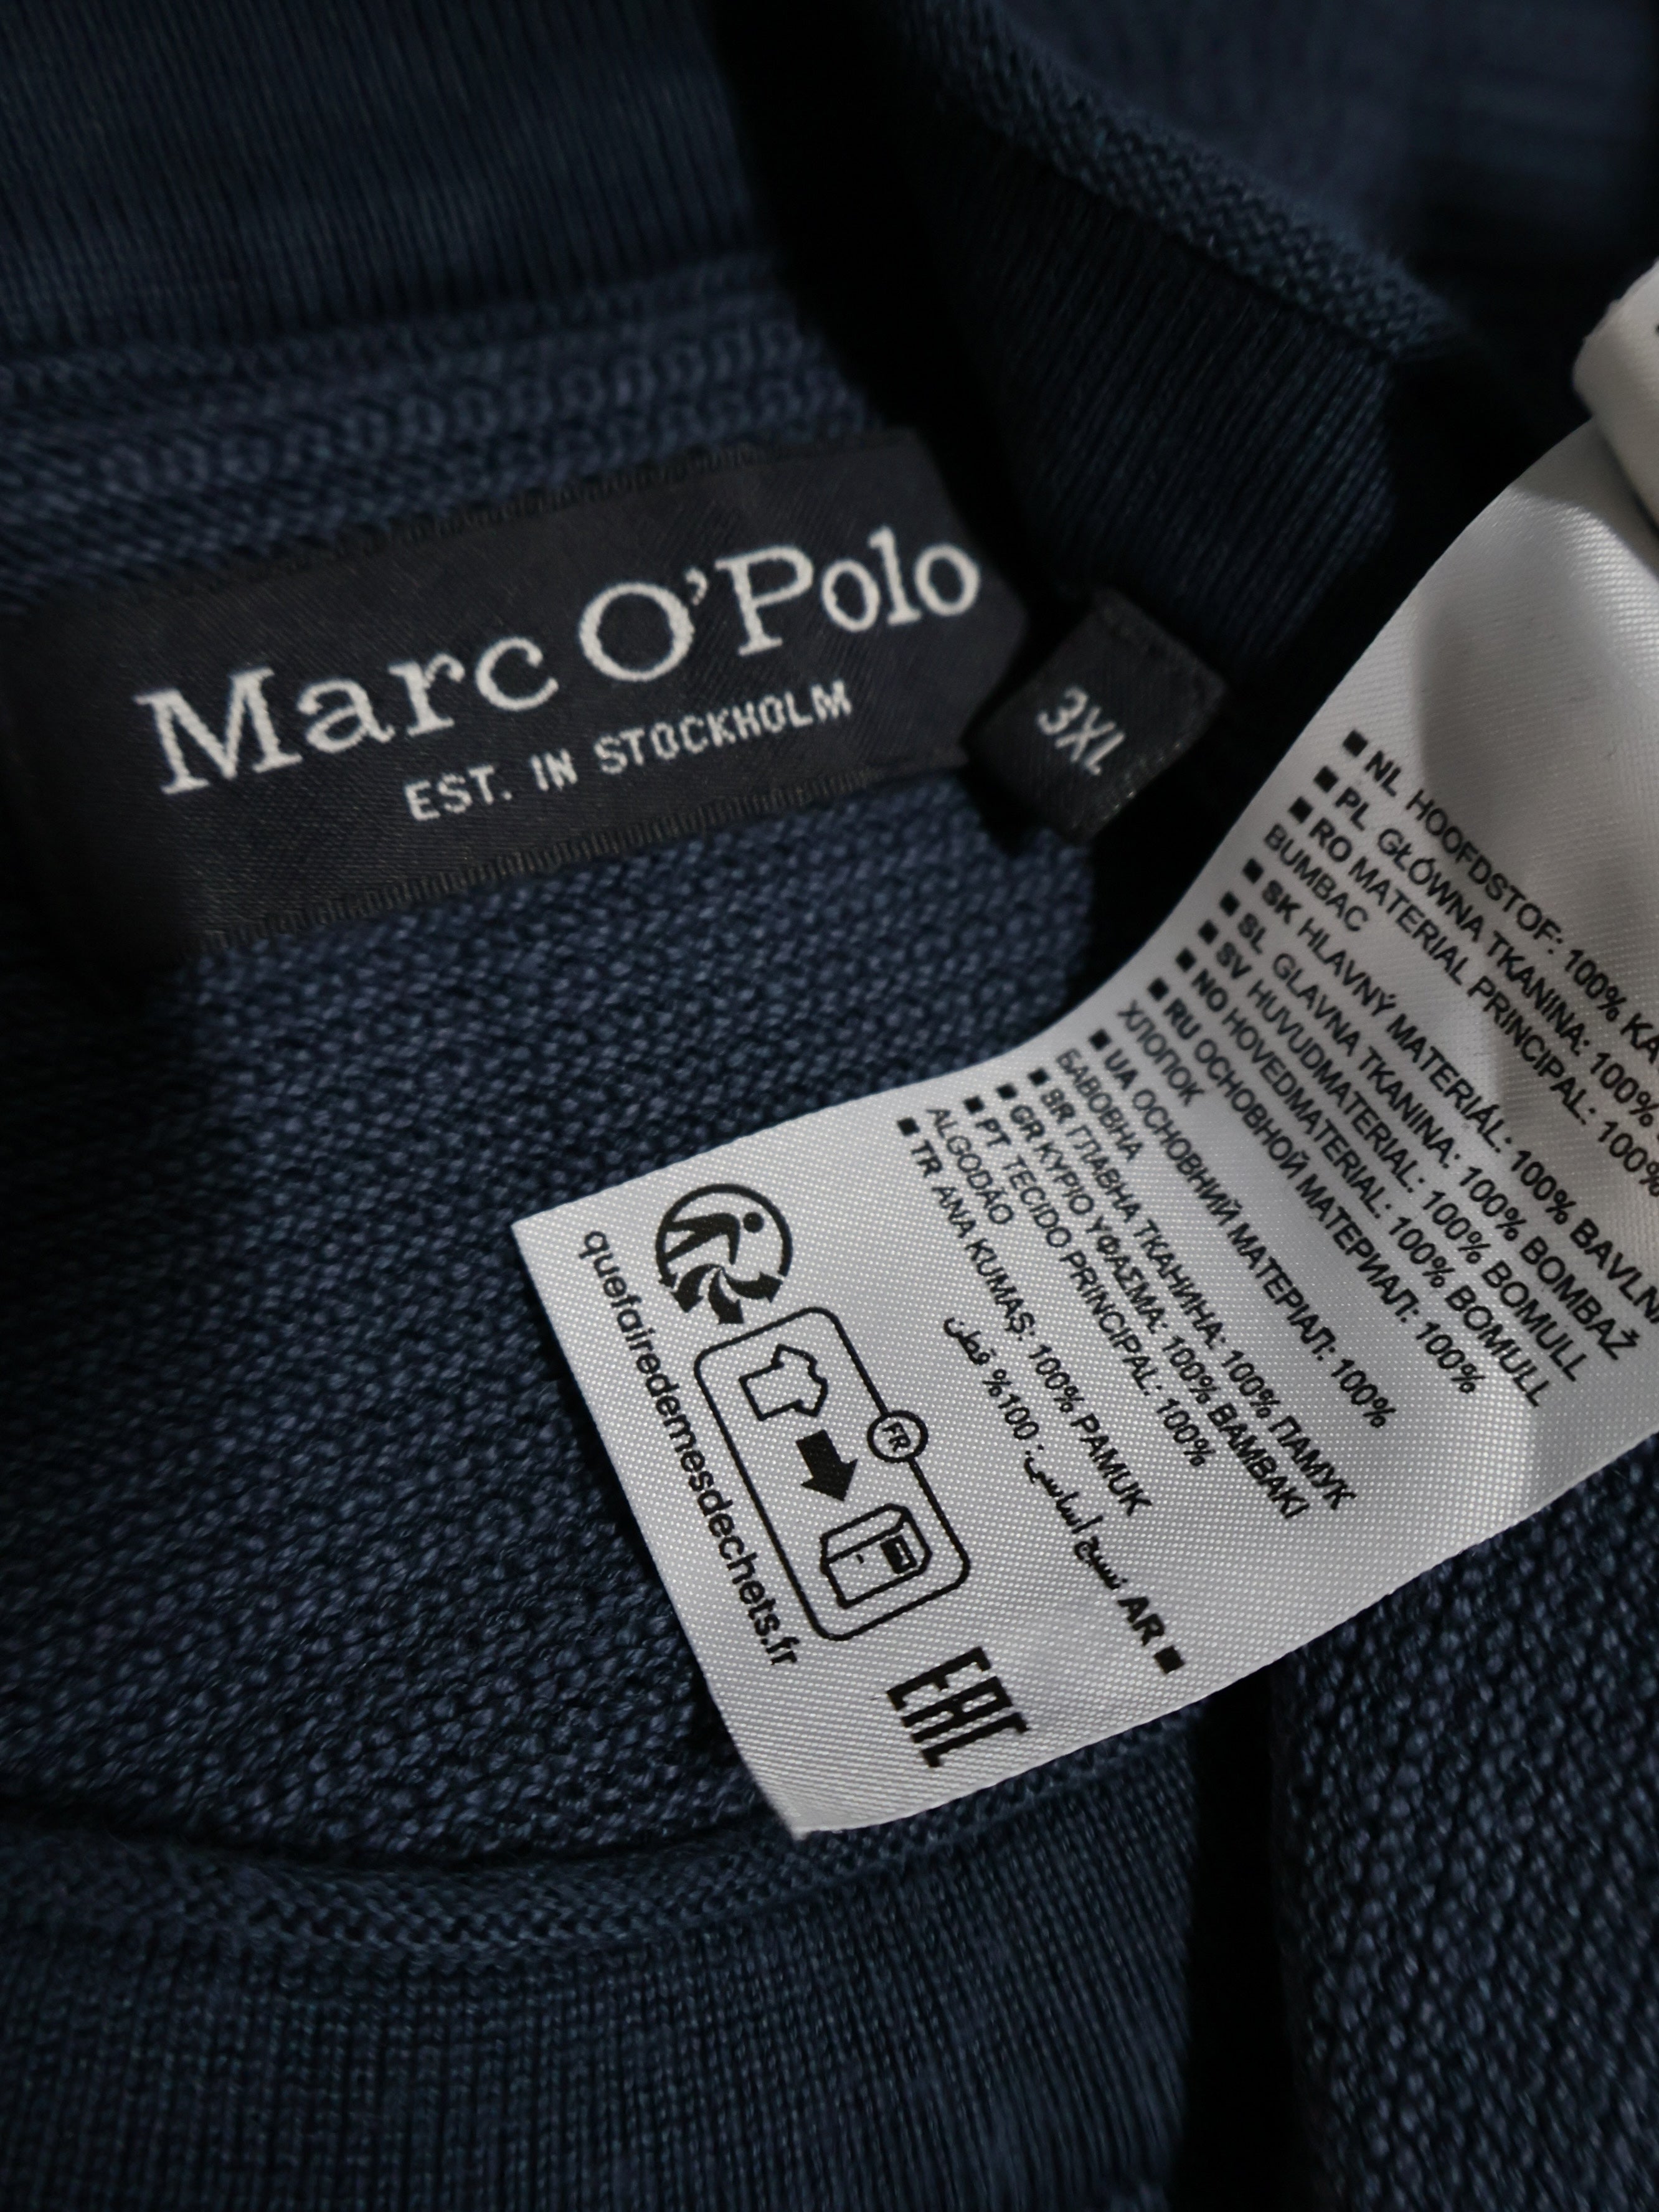 Marc O'Polo
EST. IN STOCKHOLM
3XL
■ NL HOOFDSTOF: 100%
■ PL GŁÓWNA TKANINA: 100%
■ RO MATERIAL PRINCIPAL: 100%
BUMBAC
■ SK HLAVNÝ MATERIÁL: 100% BAVLNA
■ SL GLAVNA TKANINA: 100% BOMBAŽ
■ SV HUVUDMATERIAL: 100% BOMULL
■ NO HOVEDMATERIAL: 100% BOMULL
■ RU ОСНОВНОЙ МАТЕРИАЛ: 100%
ХЛОПОК
■ UA ОСНОВНИЙ МАТЕРІАЛ: 100%
БАВОВНА
■ BR ГЛАВНА ТКАНИНА: 100% ПАМУК
■ GR ΚΥΡΙΟ ΥΦΑΣΜΑ: 100% ΒΑΜΒΑΚΙ
■ PT TECIDO PRINCIPAL: 100%
ALGODÃO
■ TR ANA KUMAŞ: 100% PAMUK
■ AR نسيج أساسي: 100% قطن
FR
quefairedemesdechets.fr
EAC